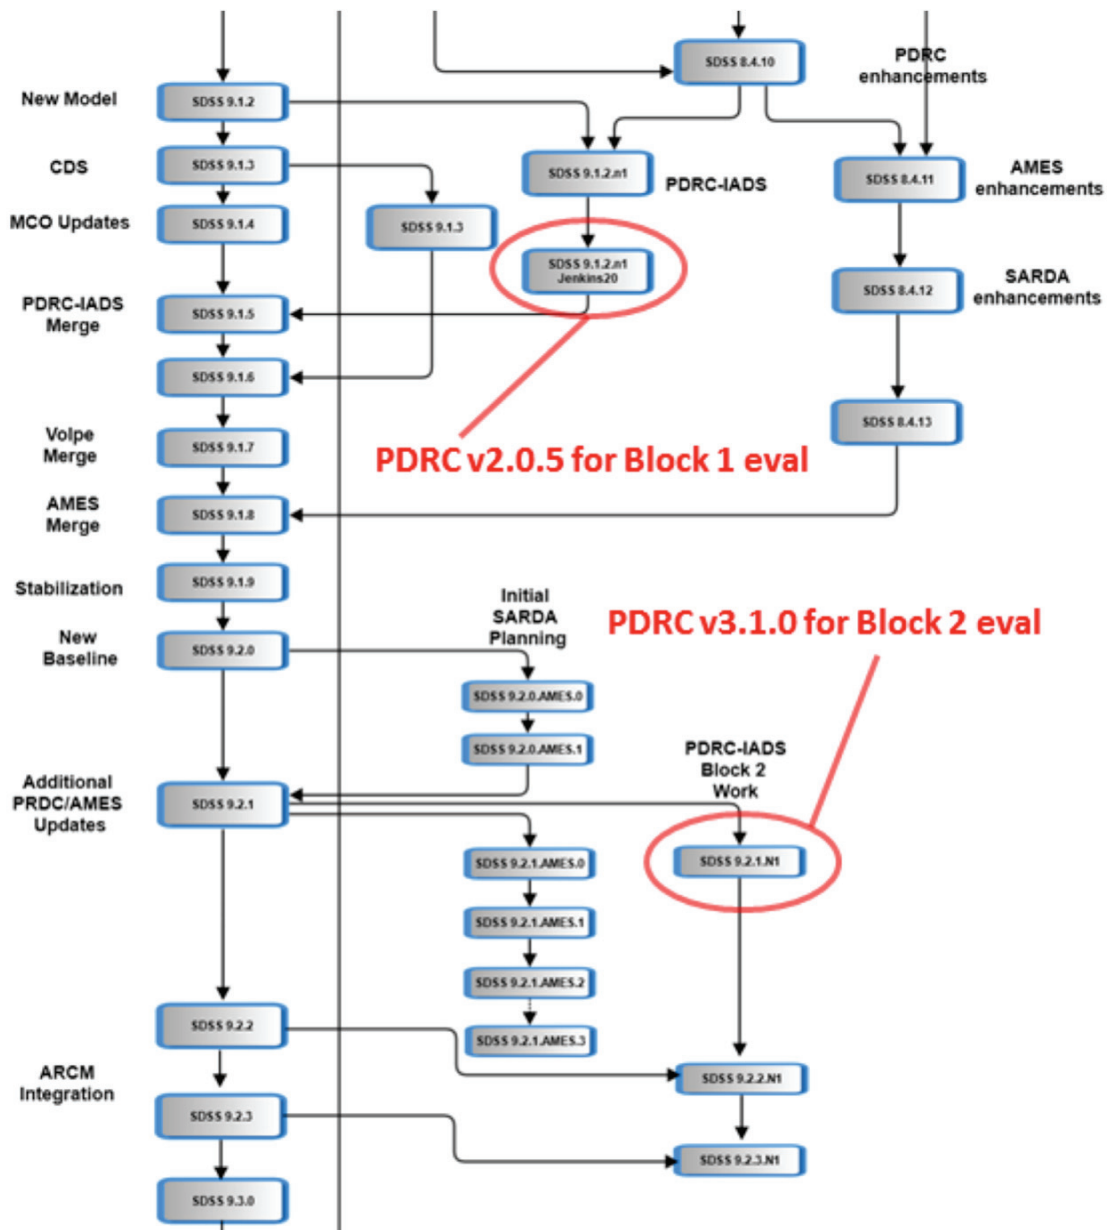 SDSS 8.4.10
PDRC
enhancements
New Model
SDSS 9.1.2
CDS
SDSS 9.1.3
SDSS 9.1.2.n1
PDRC-IADS
SDSS 8.4.11
AMES
enhancements
MCO Updates
SDSS 9.1.4
SDSS 9.1.3
SDSS 9.1.2.n1
Jenkins20
SDSS 8.4.12
SARDA
enhancements
PDRC-IADS
Merge
SDSS 9.1.5
SDSS 9.1.6
SDSS 8.4.13
Volpe
Merge
SDSS 9.1.7
PDRC v2.0.5 for Block 1 eval
AMES
Merge
SDSS 9.1.8
Stabilization
SDSS 9.1.9
Initial
SARDA
Planning
PDRC v3.1.0 for Block 2 eval
New
Baseline
SDSS 9.2.0
SDSS 9.2.0.AMES.0
SDSS 9.2.0.AMES.1
PDRC-IADS
Block 2
Work
Additional
PRDC/AMES
Updates
SDSS 9.2.1
SDSS 9.2.1.AMES.0
SDSS 9.2.1.N1
SDSS 9.2.1.AMES.1
SDSS 9.2.1.AMES.2
SDSS 9.2.2
SDSS 9.2.1.AMES.3
ARCM
Integration
SDSS 9.2.2.N1
SDSS 9.2.3
SDSS 9.2.3.N1
SDSS 9.3.0